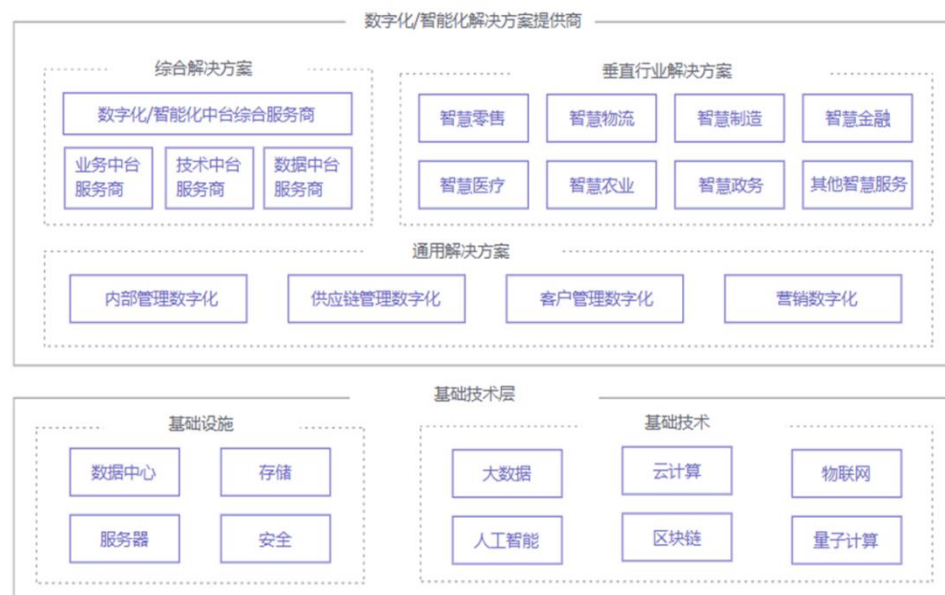 数字化/智能化解决方案提供商
综合解决方案
数字化/智能化中台综合服务商
业务中台
服务商
技术中台
服务商
数据中台
服务商
垂直行业解决方案
智慧零售
智慧物流
智慧制造
智慧金融
智慧医疗
智慧农业
智慧政务
其他智慧服务
通用解决方案
内部管理数字化
供应链管理数字化
客户管理数字化
营销数字化
基础技术层
基础设施
数据中心
存储
服务器
安全
基础技术
大数据
云计算
物联网
人工智能
区块链
量子计算